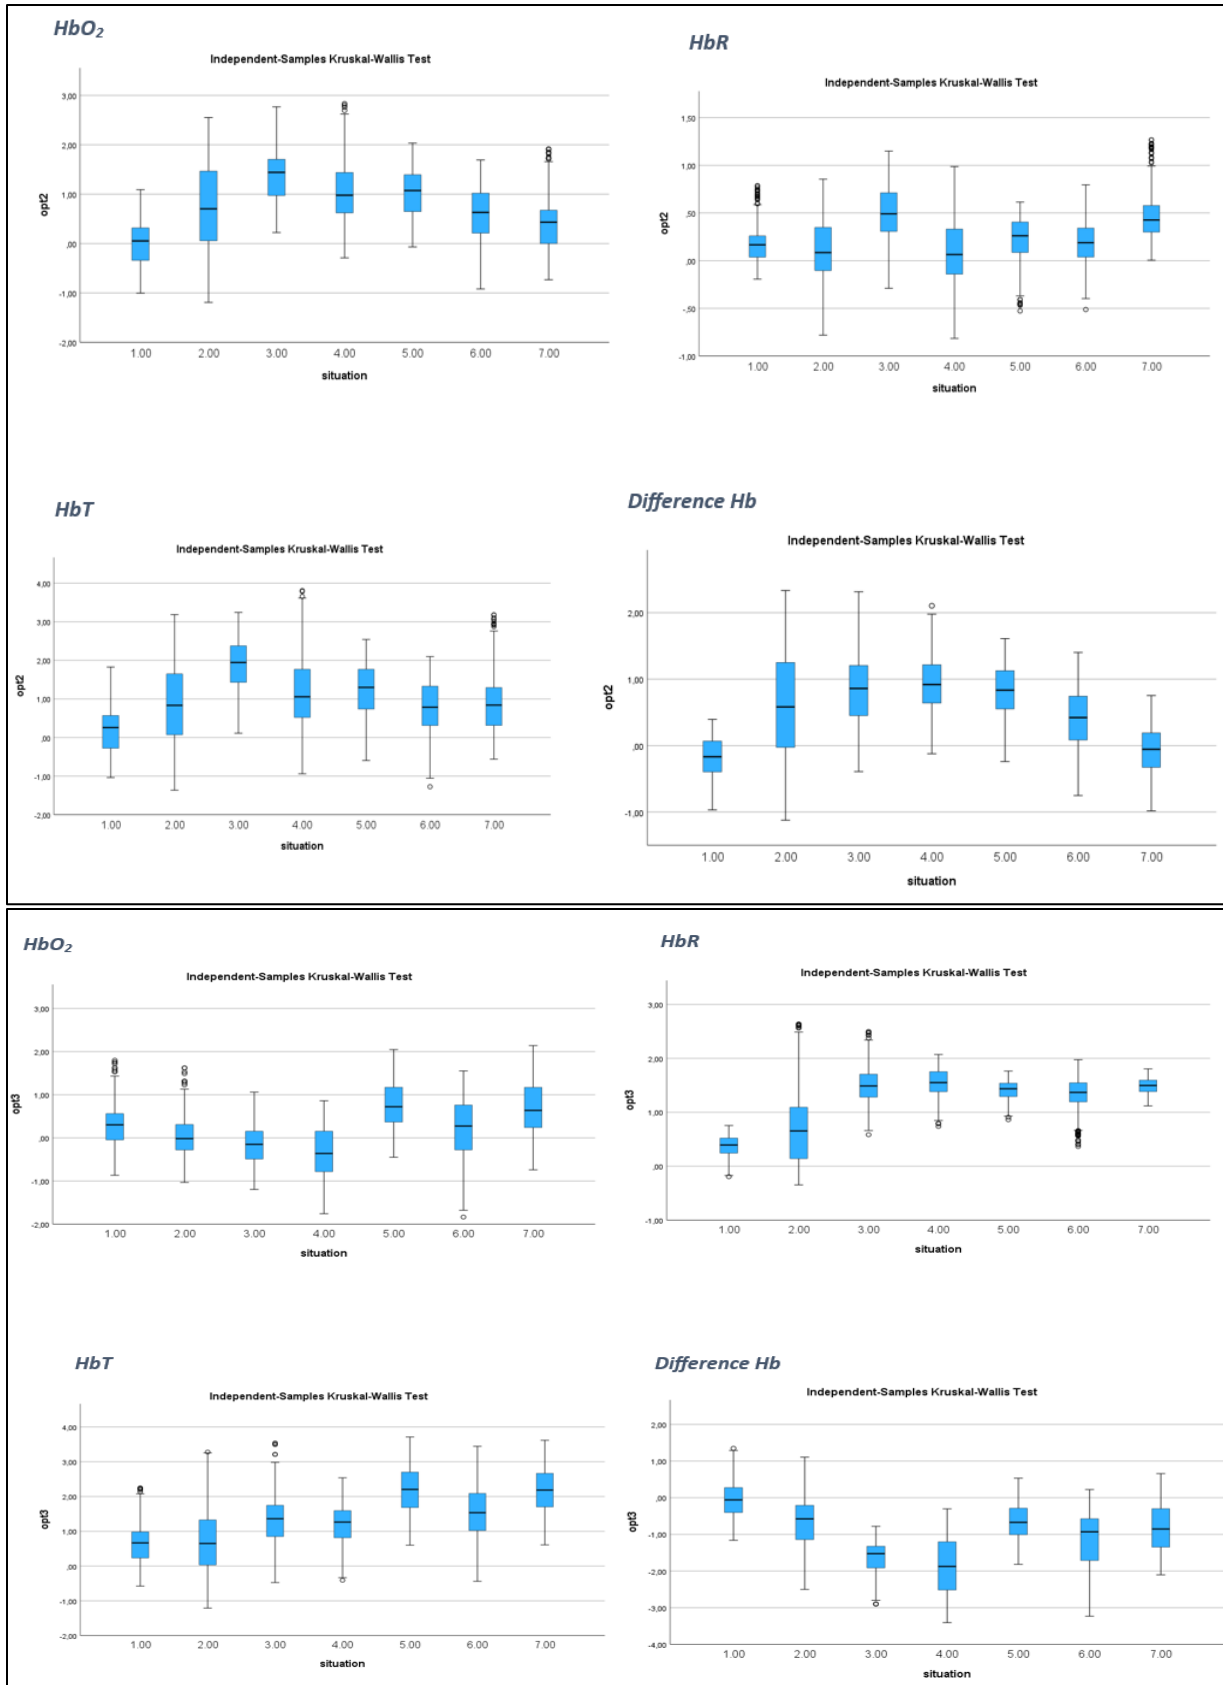 HbO₂
Independent-Samples Kruskal-Wallis Test
3,00
2,00
1,00
,00
-1,00
-2,00
opt2
1.00 2.00 3.00 4.00 5.00 6.00 7.00
situation
HbR
Independent-Samples Kruskal-Wallis Test
1,50
1,00
,50
,00
-,50
-1,00
opt2
1.00 2.00 3.00 4.00 5.00 6.00 7.00
situation
HbT
Independent-Samples Kruskal-Wallis Test
4,00
3,00
2,00
1,00
,00
-1,00
-2,00
opt2
1.00 2.00 3.00 4.00 5.00 6.00 7.00
situation
Difference Hb
Independent-Samples Kruskal-Wallis Test
2,00
1,00
,00
-1,00
opt2
1.00 2.00 3.00 4.00 5.00 6.00 7.00
situation
HbO₂
Independent-Samples Kruskal-Wallis Test
3,00
2,00
1,00
,00
-1,00
-2,00
opt3
1.00 2.00 3.00 4.00 5.00 6.00 7.00
situation
HbR
Independent-Samples Kruskal-Wallis Test
3,00
2,00
1,00
,00
-1,00
opt3
1.00 2.00 3.00 4.00 5.00 6.00 7.00
situation
HbT
Independent-Samples Kruskal-Wallis Test
4,00
3,00
2,00
1,00
,00
-1,00
-2,00
opt3
1.00 2.00 3.00 4.00 5.00 6.00 7.00
situation
Difference Hb
Independent-Samples Kruskal-Wallis Test
2,00
1,00
,00
-1,00
-2,00
-3,00
-4,00
opt3
1.00 2.00 3.00 4.00 5.00 6.00 7.00
situation